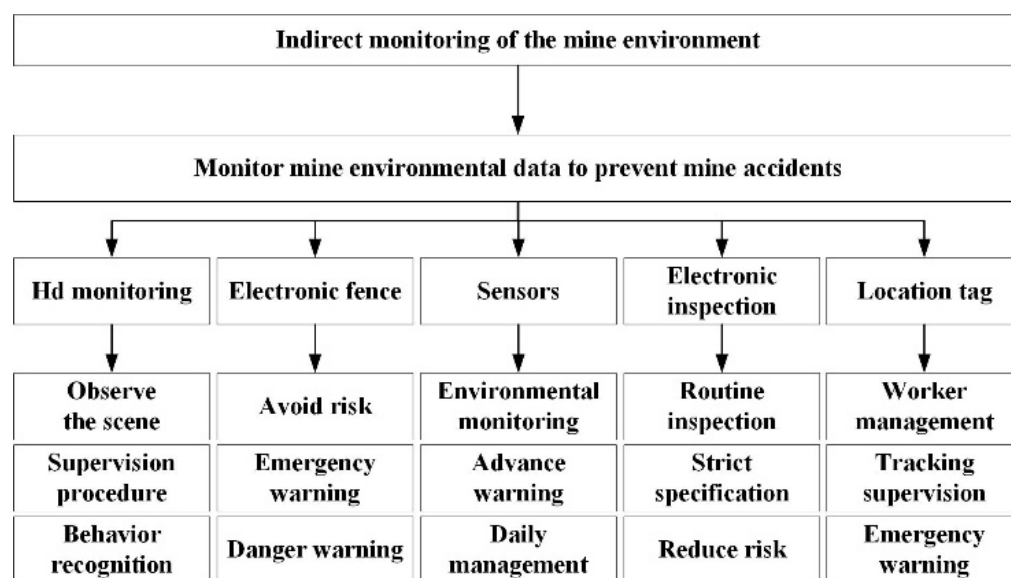 Indirect monitoring of the mine environment
Monitor mine environmental data to prevent mine accidents
Hd monitoring
Electronic fence
Sensors
Electronic
inspection
Location tag
Observe
the scene
Avoid risk
Environmental
monitoring
Routine
inspection
Worker
management
Supervision
procedure
Emergency
warning
Advance
warning
Strict
specification
Tracking
supervision
Behavior
recognition
Danger warning
Daily
management
Reduce risk
Emergency
warning